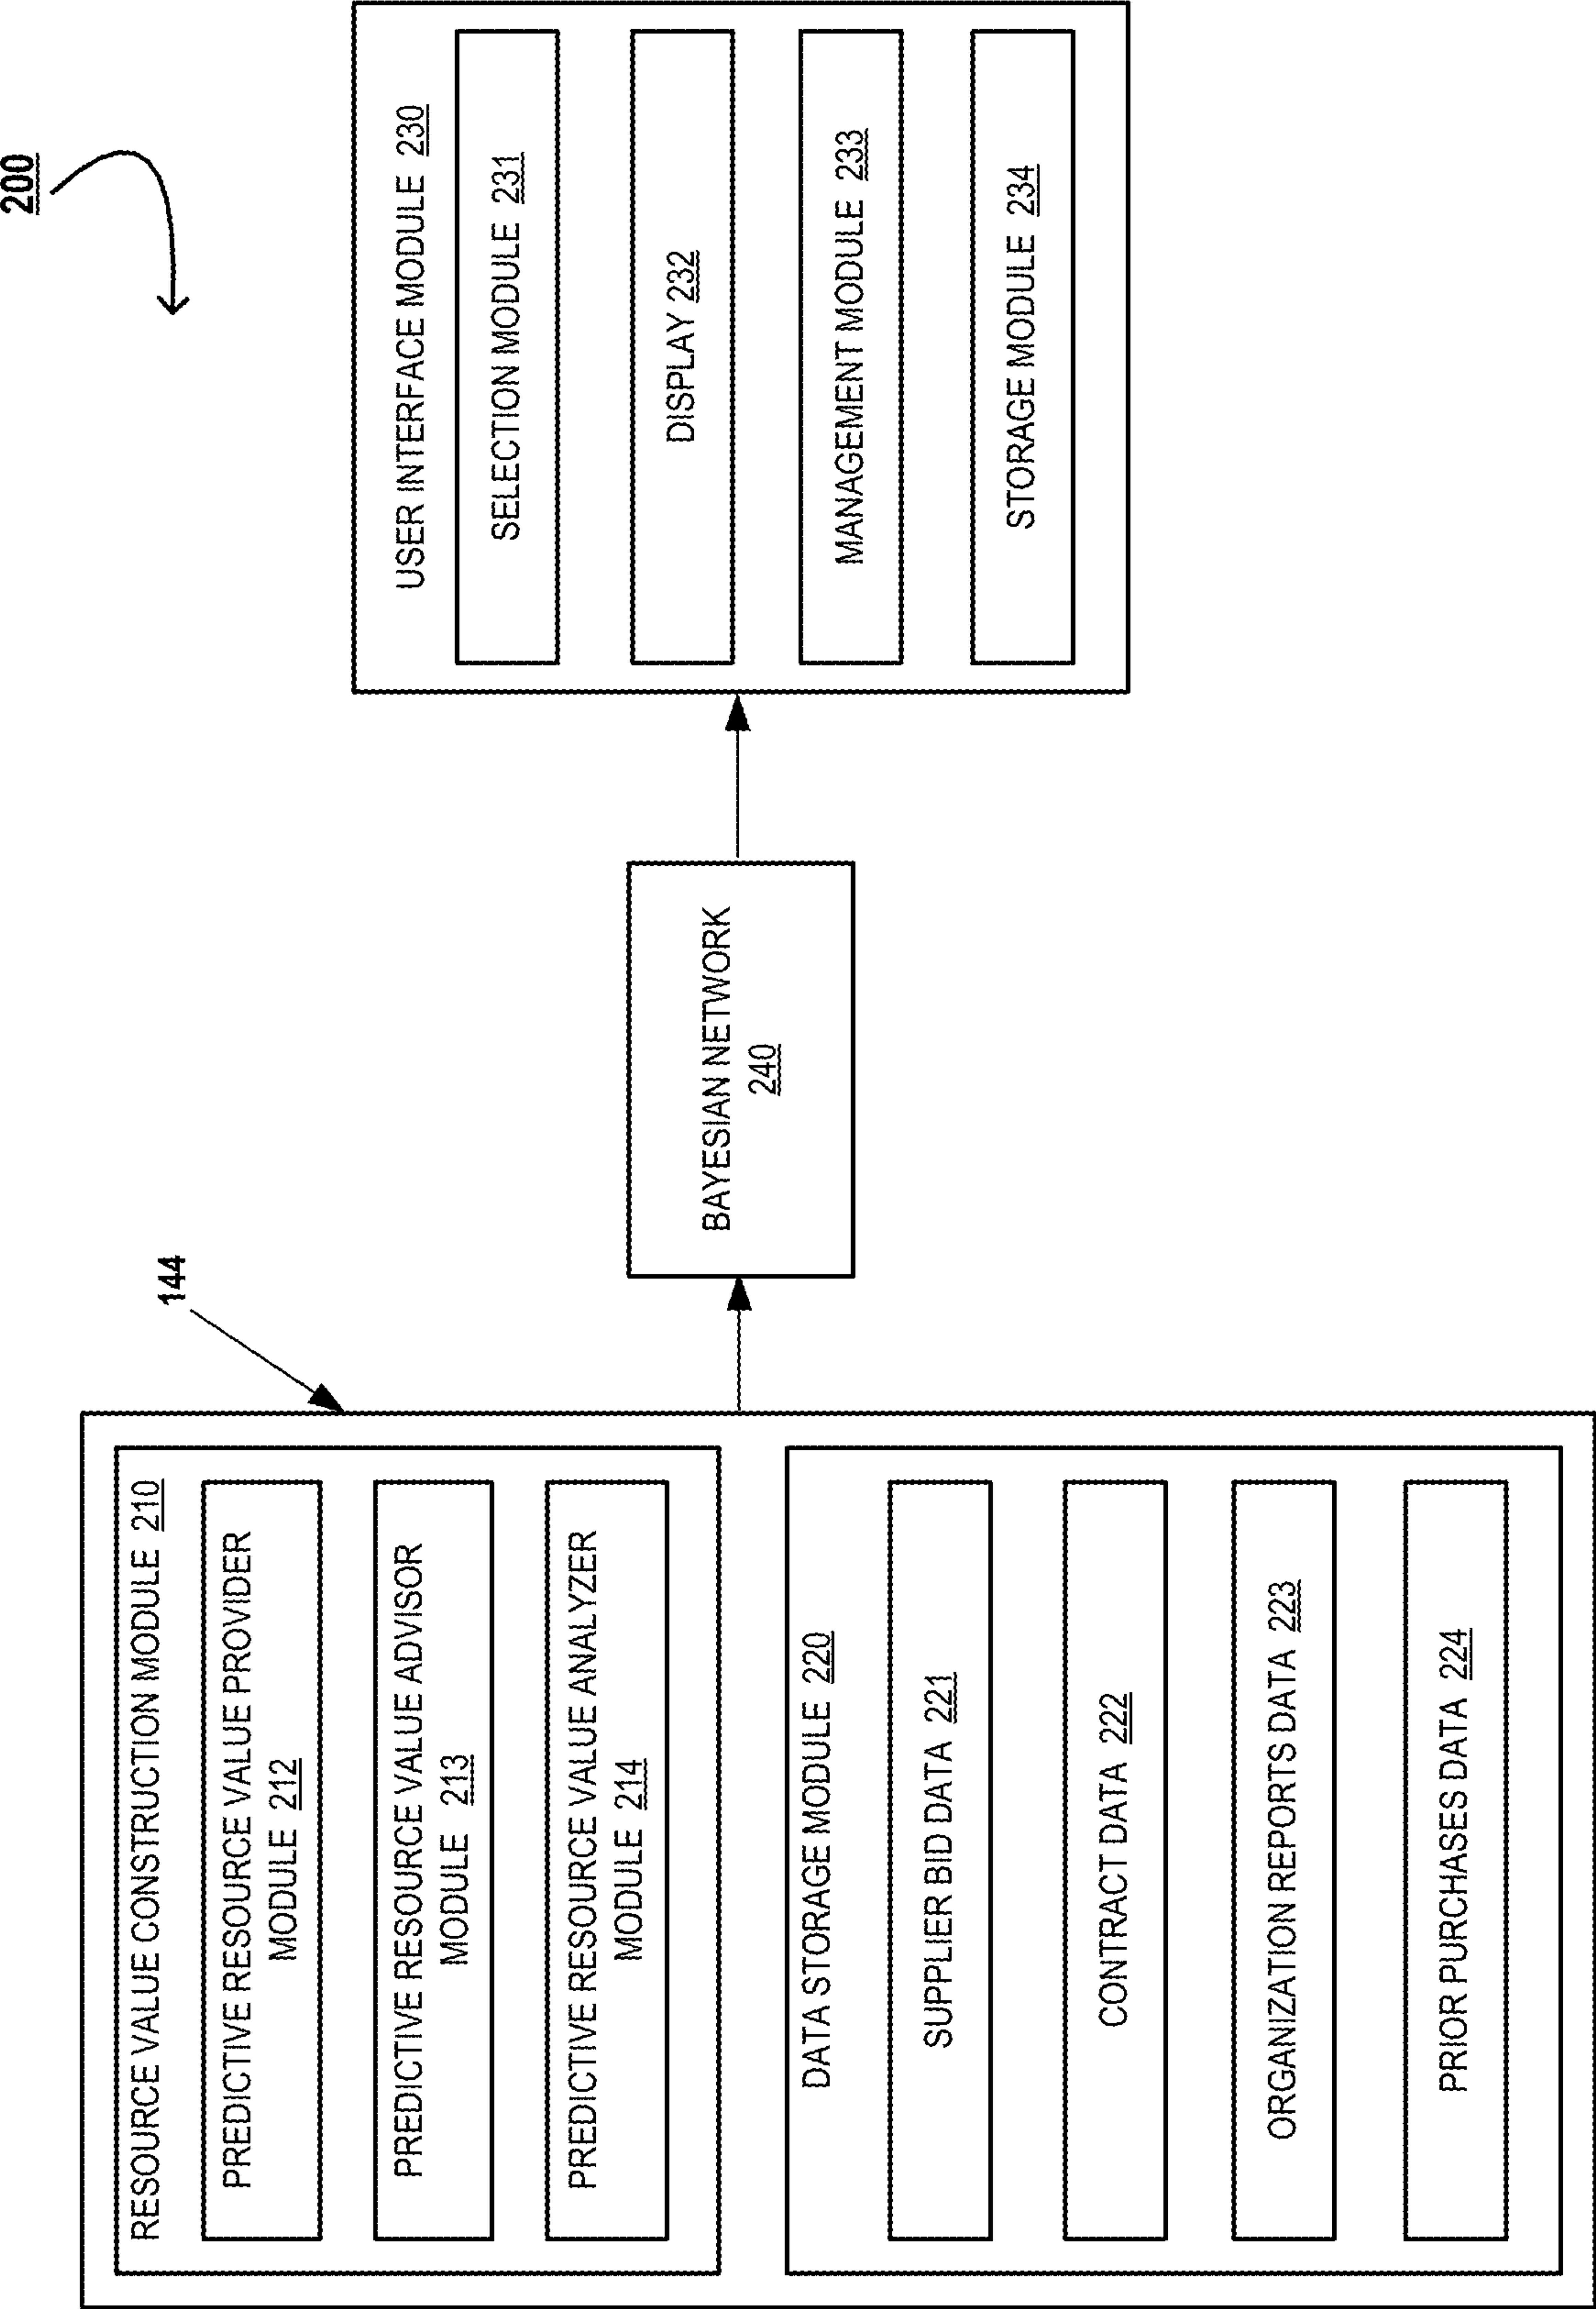 200
144
RESOURCE VALUE CONSTRUCTION MODULE 210
PREDICTIVE RESOURCE VALUE PROVIDER
MODULE 212
PREDICTIVE RESOURCE VALUE ADVISOR
MODULE 213
PREDICTIVE RESOURCE VALUE ANALYZER
MODULE 214
DATA STORAGE MODULE 220
SUPPLIER BID DATA 221
CONTRACT DATA 222
ORGANIZATION REPORTS DATA 223
PRIOR PURCHASES DATA 224
BAYESIAN NETWORK
240
USER INTERFACE MODULE 230
SELECTION MODULE 231
DISPLAY 232
MANAGEMENT MODULE 233
STORAGE MODULE 234